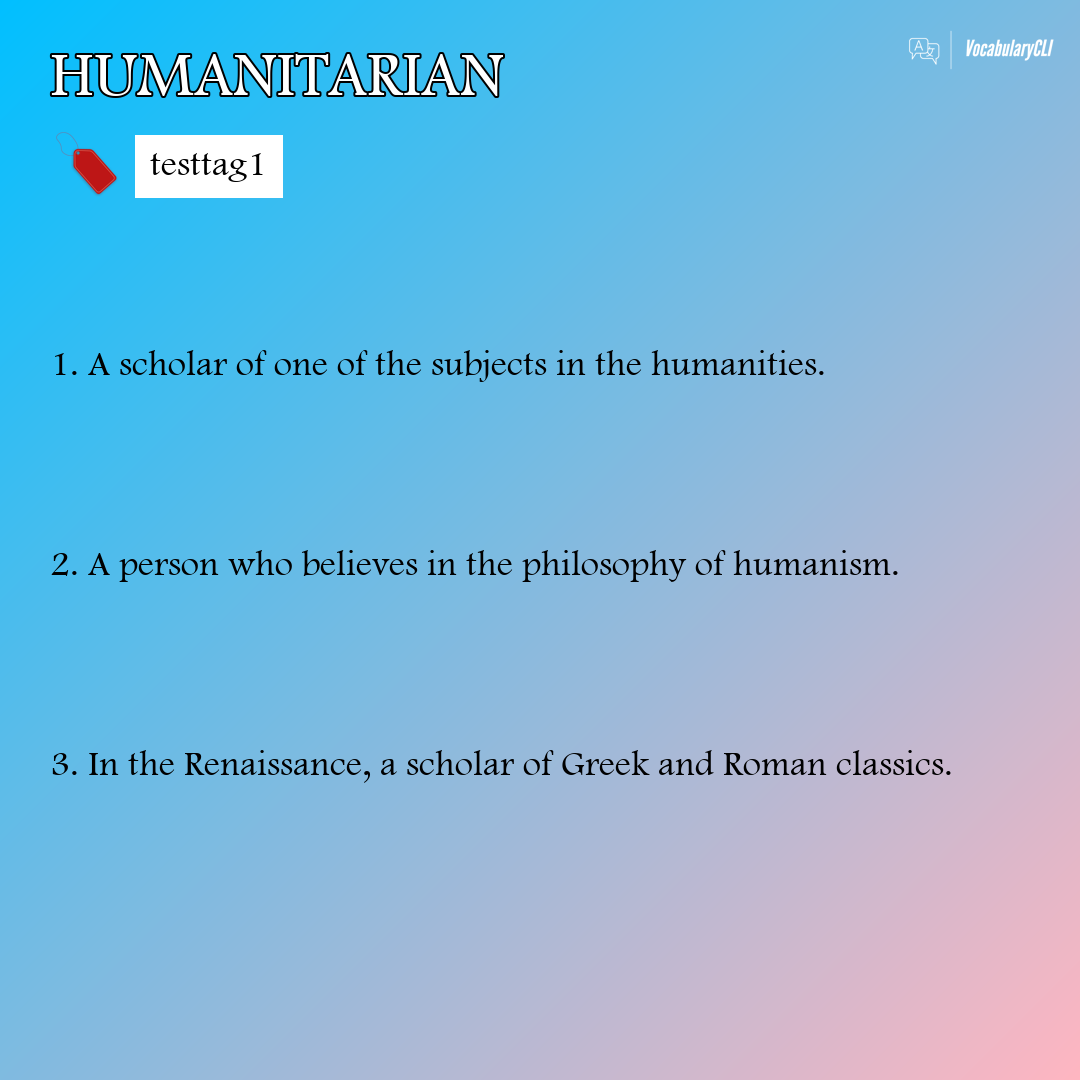 HUMANITARIAN
VocabularyCLI
testtag1
1. A scholar of one of the subjects in the humanities.
2. A person who believes in the philosophy of humanism.
3. In the Renaissance, a scholar of Greek and Roman classics.